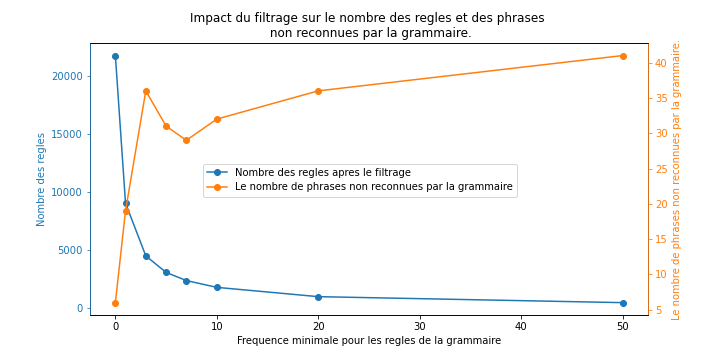 Impact du filtrage sur le nombre des regles et des phrases
non reconnues par la grammaire.
Nombre des regles
20000
15000
10000
5000
0
Nombre des regles apres le filtrage
Le nombre de phrases non reconnues par la grammaire
40
35
30
25
20
15
10
5
Le nombre de phrases non reconnues par la grammaire.
0
10
20
30
40
50
Frequence minimale pour les regles de la grammaire